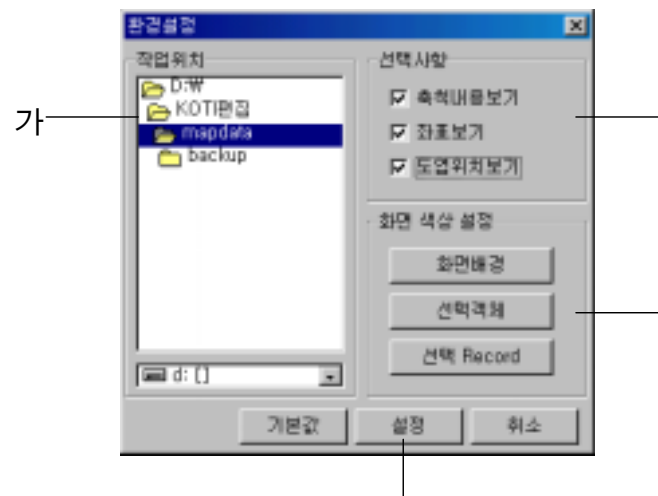 환경설정
작업위치
D:₩
KOTI편집
mapdata
backup
d: []
선택사항
축척내용보기
좌표보기
도엽위치보기
화면 색상 설정
화면배경
선택객체
선택 Record
기본값
설정
취소
가